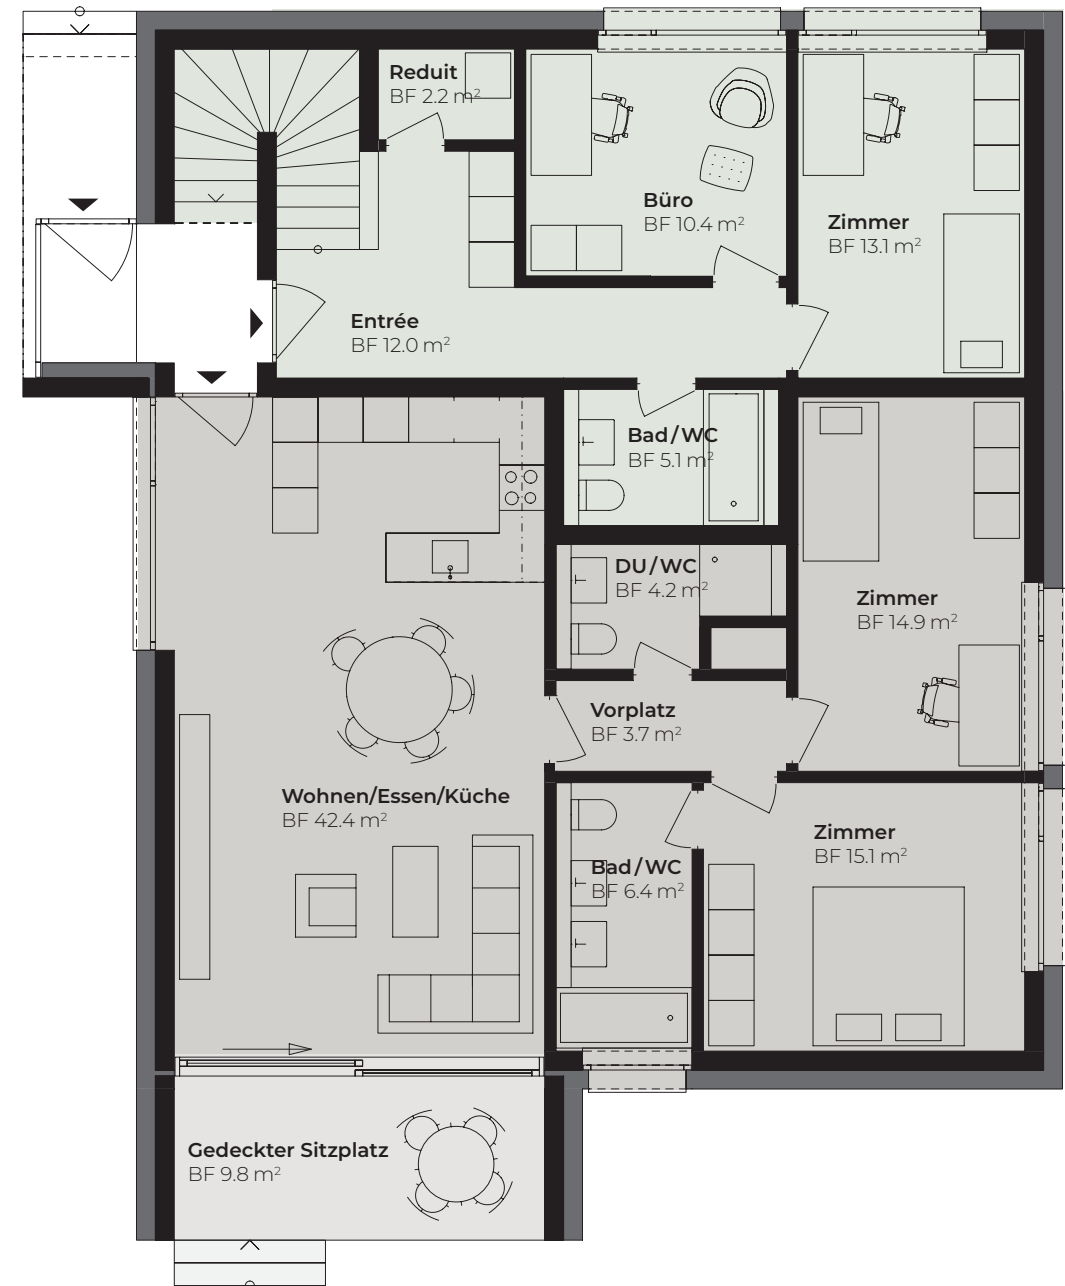 Reduit
BF 2.2 m²
Büro
BF 10.4 m²
Zimmer
BF 13.1 m²
Entrée
BF 12.0 m²
Bad/WC
BF 5.1 m²
DU/WC
BF 4.2 m²
Zimmer
BF 14.9 m²
Vorplatz
BF 3.7 m²
Wohnen/Essen/Küche
BF 42.4 m²
Zimmer
BF 15.1 m²
Bad/WC
BF 6.4 m²
Gedeckter Sitzplatz
BF 9.8 m²